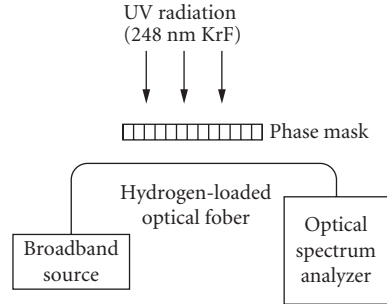 UV radiation
(248 nm KrF)
Phase mask
Hydrogen-loaded
optical fober
Broadband
source
Optical
spectrum
analyzer